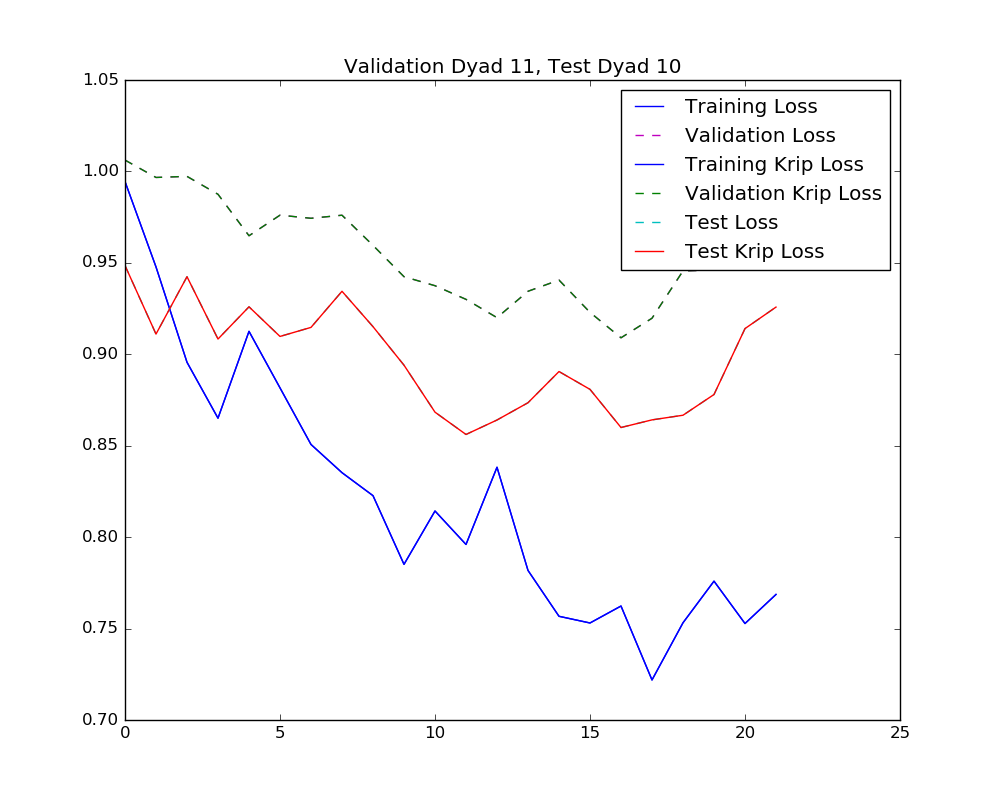 Validation Dyad 11, Test Dyad 10
1.05
1.00
0.95
0.90
0.85
0.80
0.75
0.70
0 5 10 15 20 25
Training Loss
Validation Loss
Training Krip Loss
Validation Krip Loss
Test Loss
Test Krip Loss